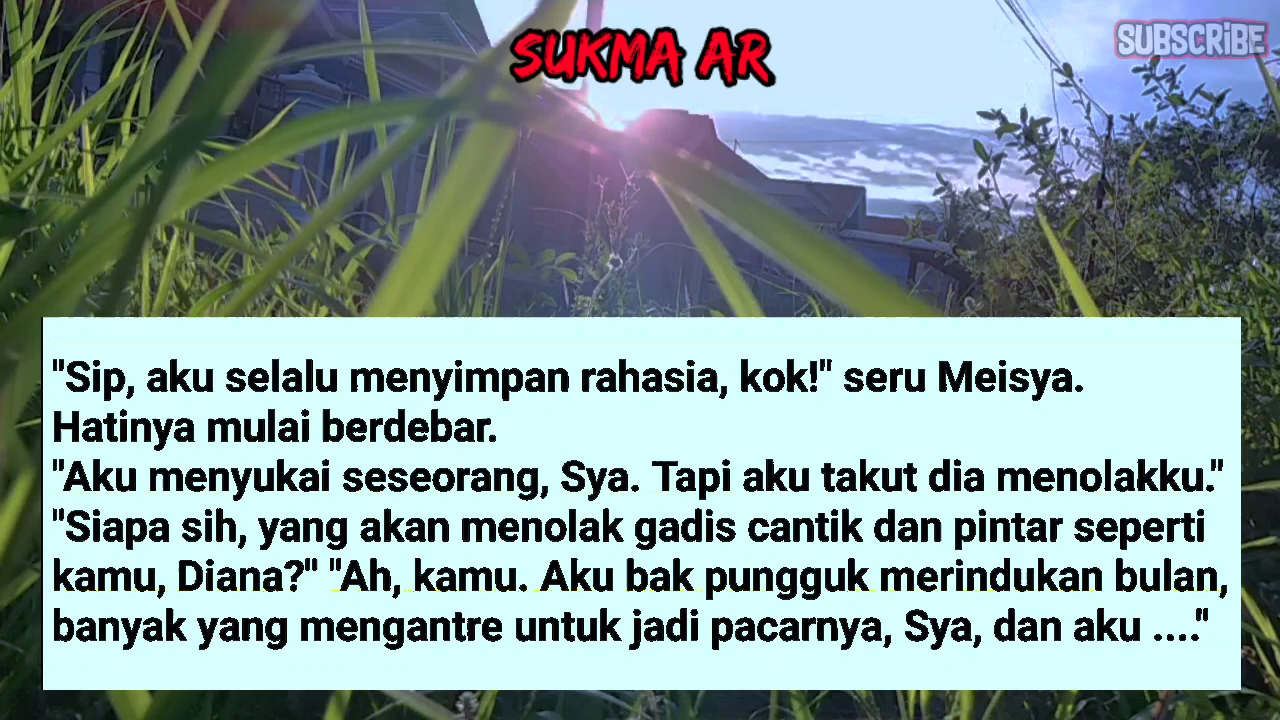 SUKMA AR
SUBSCRiBE
"Sip, aku selalu menyimpan rahasia, kok!" seru Meisya.
Hatinya mulai berdebar.
"Aku menyukai seseorang, Sya. Tapi aku takut dia menolakku."
"Siapa sih, yang akan menolak gadis cantik dan pintar seperti
kamu, Diana?" "Ah, kamu. Aku bak pungguk merindukan bulan,
banyak yang mengantre untuk jadi pacarnya, Sya, dan aku ...."